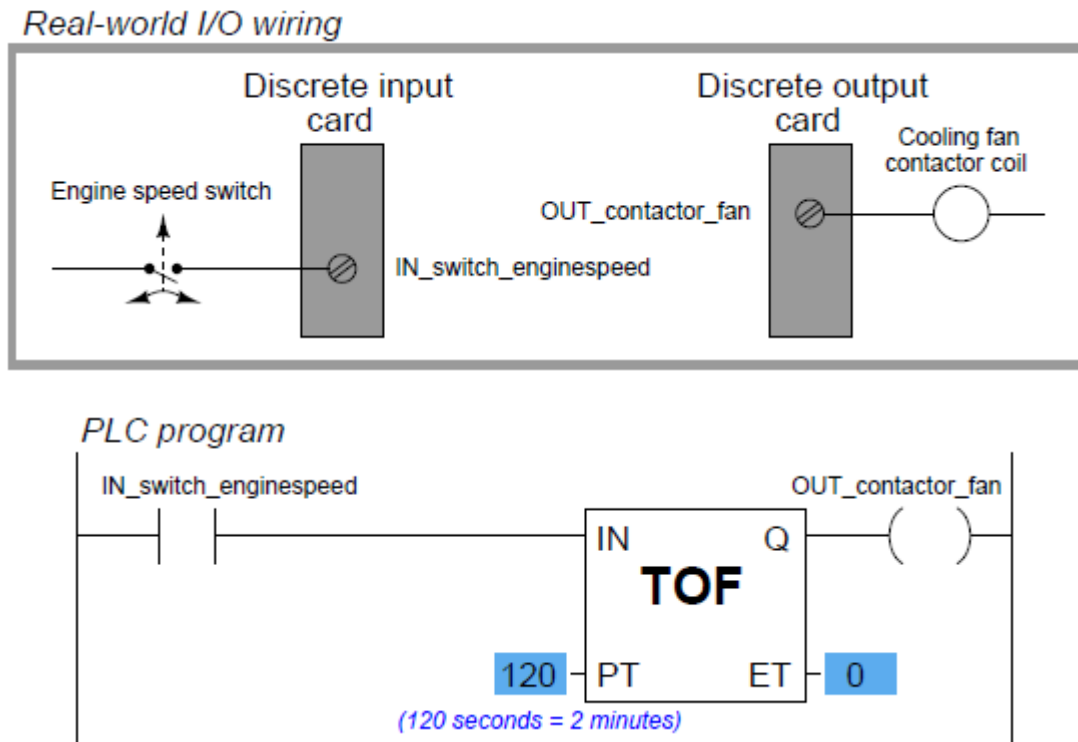 Real-world I/O wiring
Discrete input
card
Discrete output
card
Cooling fan
contactor coil
Engine speed switch
OUT_contactor_fan
IN_switch_enginespeed
PLC program
IN_switch_enginespeed
OUT_contactor_fan
IN
Q
TOF
120
PT
ET
0
(120 seconds = 2 minutes)